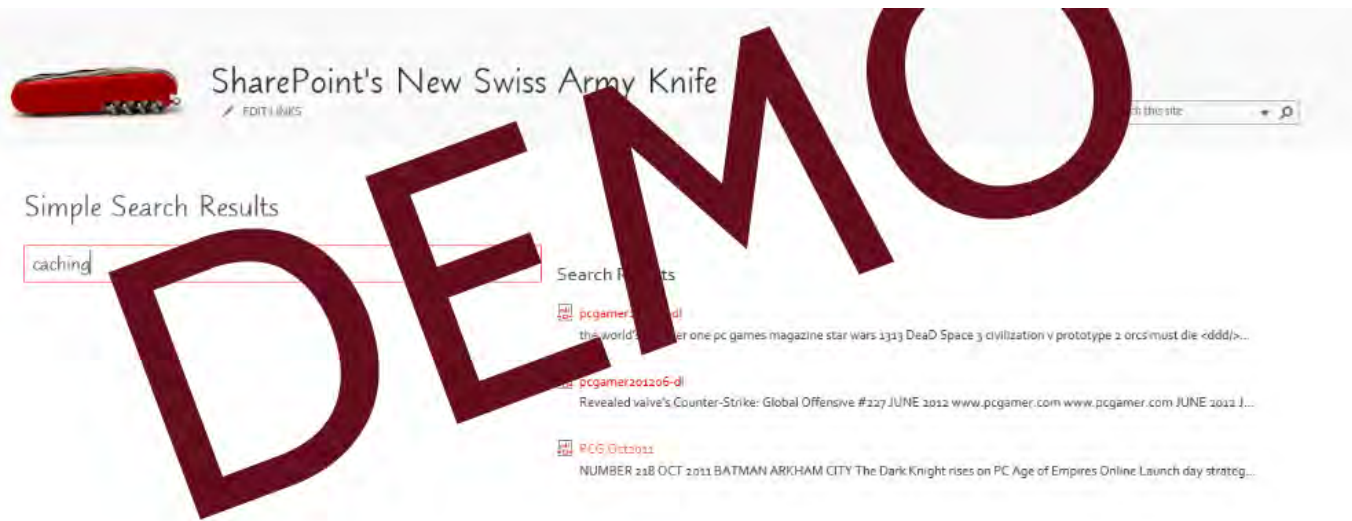 SharePoint's New Swiss Army Knife
EDIT LINKS
this site
Simple Search Results
caching
Search
pcgamer
the world's one pc games magazine star wars 1313 DeaD Space 3 civilization v prototype 2 orcs must die <ddd/>...
pcgamer201206-dl
Revealed valve's Counter-Strike: Global Offensive #227 JUNE 2012 www.pcgamer.com www.pcgamer.com JUNE 2012 J...
PCG Oct2011
NUMBER 218 OCT 2011 BATMAN ARKHAM CITY The Dark Knight rises on PC Age of Empires Online Launch day strateg...
DEMO